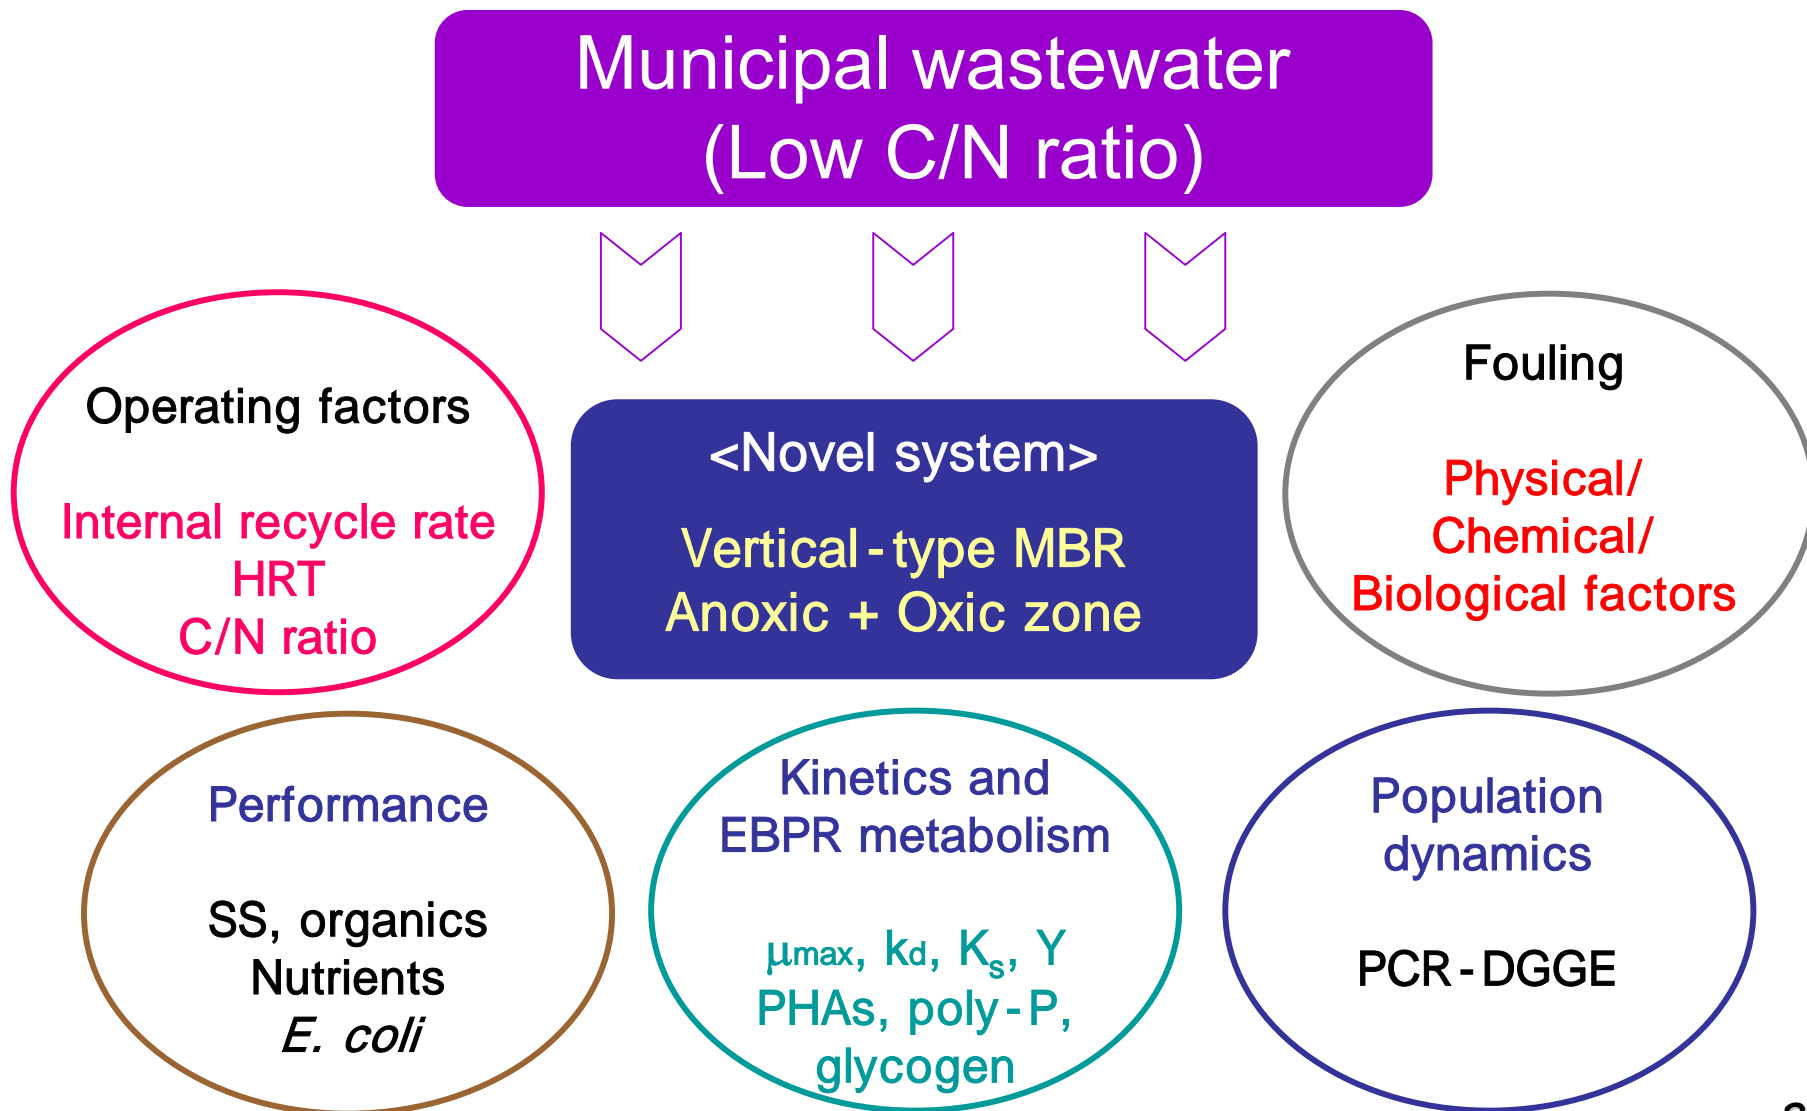 Municipal wastewater
(Low C/N ratio)
Operating factors
Internal recycle rate
HRT
C/N ratio
<Novel system>
Vertical-type MBR
Anoxic + Oxic zone
Fouling
Physical/
Chemical/
Biological factors
Performance
SS, organics
Nutrients
E. coli
Kinetics and
EBPR metabolism
μmax, kd, Ks, Y
PHAs, poly-P,
glycogen
Population
dynamics
PCR-DGGE